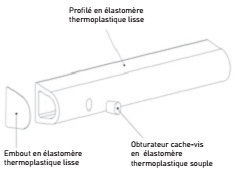 Profilé en élastomère
thermoplastique lisse
Obturateur cache-vis
en élastomère
thermoplastique souple
Embout en élastomère
thermoplastique lisse